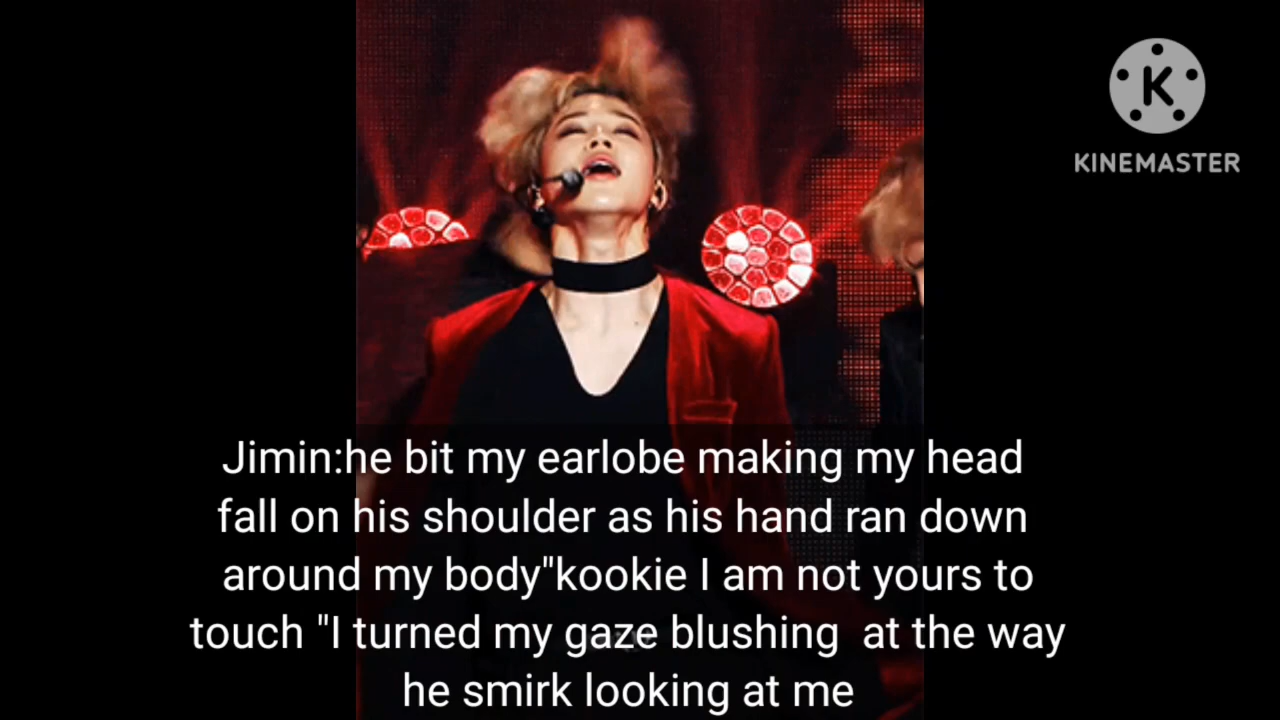 KINEMASTER
Jimin:he bit my earlobe making my head
fall on his shoulder as his hand ran down
around my body"kookie I am not yours to
touch "I turned my gaze blushing  at the way
he smirk looking at me